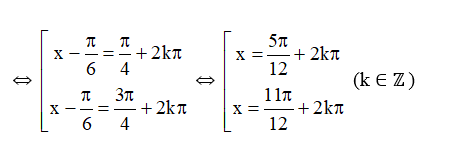 ⇔ [ x − π/6 = π/4 + 2kπ ⇔ [ x = 5π/12 + 2kπ
x − π/6 = 3π/4 + 2kπ x = 11π/12 + 2kπ (k ∈ ℤ )